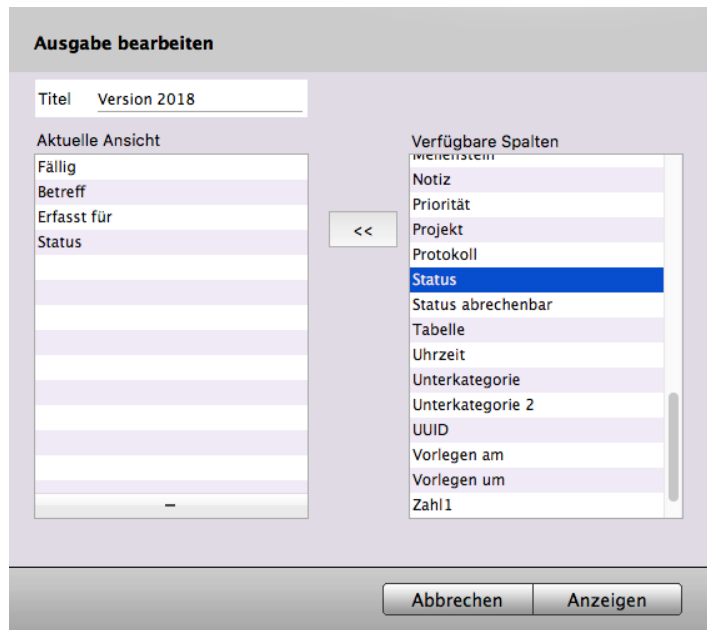 Ausgabe bearbeiten
Titel Version 2018
Aktuelle Ansicht
Fällig
Betreff
Erfasst für
Status
–
<<
Verfügbare Spalten
Meilenstein
Notiz
Priorität
Projekt
Protokoll
Status
Status abrechenbar
Tabelle
Uhrzeit
Unterkategorie
Unterkategorie 2
UUID
Vorlegen am
Vorlegen um
Zahl1
Abbrechen Anzeigen